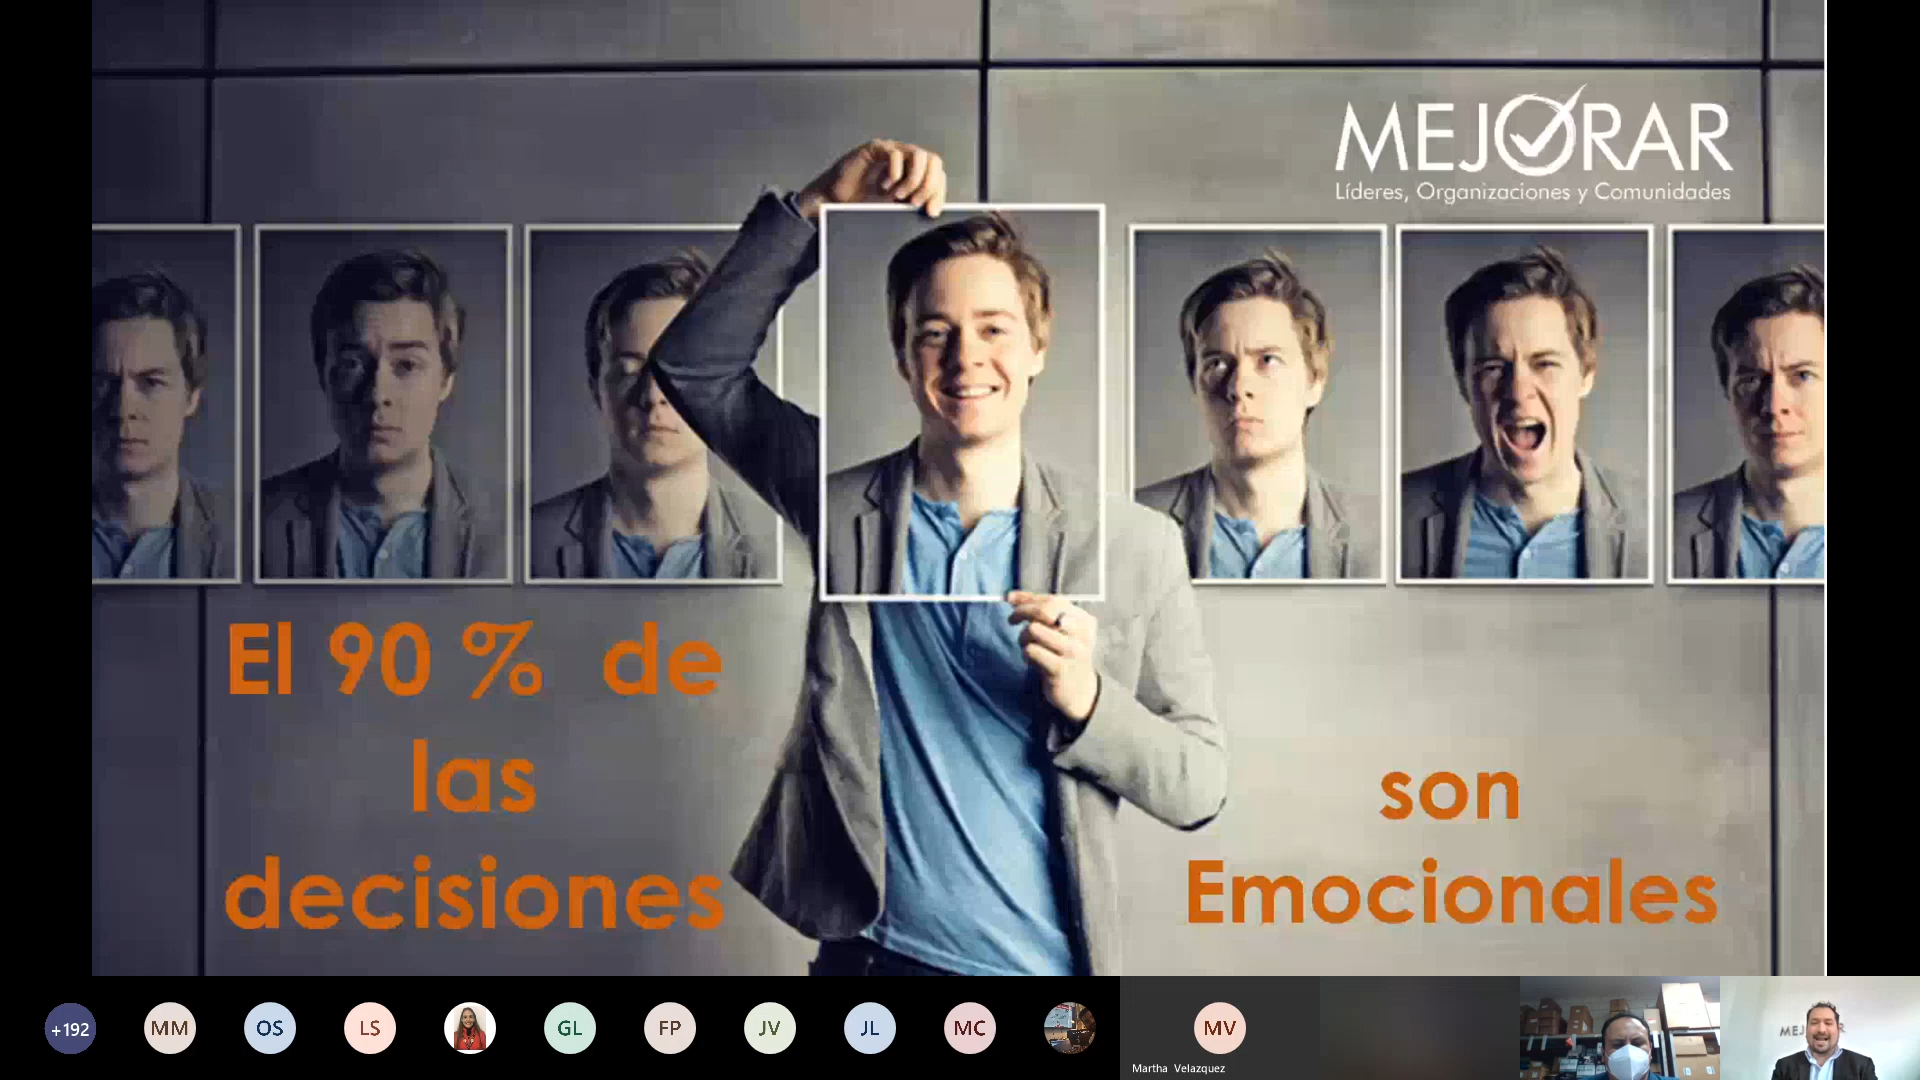 MEJORAR
Líderes, Organizaciones y Comunidades
El 90 % de
las
decisiones
son
Emocionales
+192
MM
OS
LS
GL
FP
JV
JL
MC
MV
Martha Velazquez